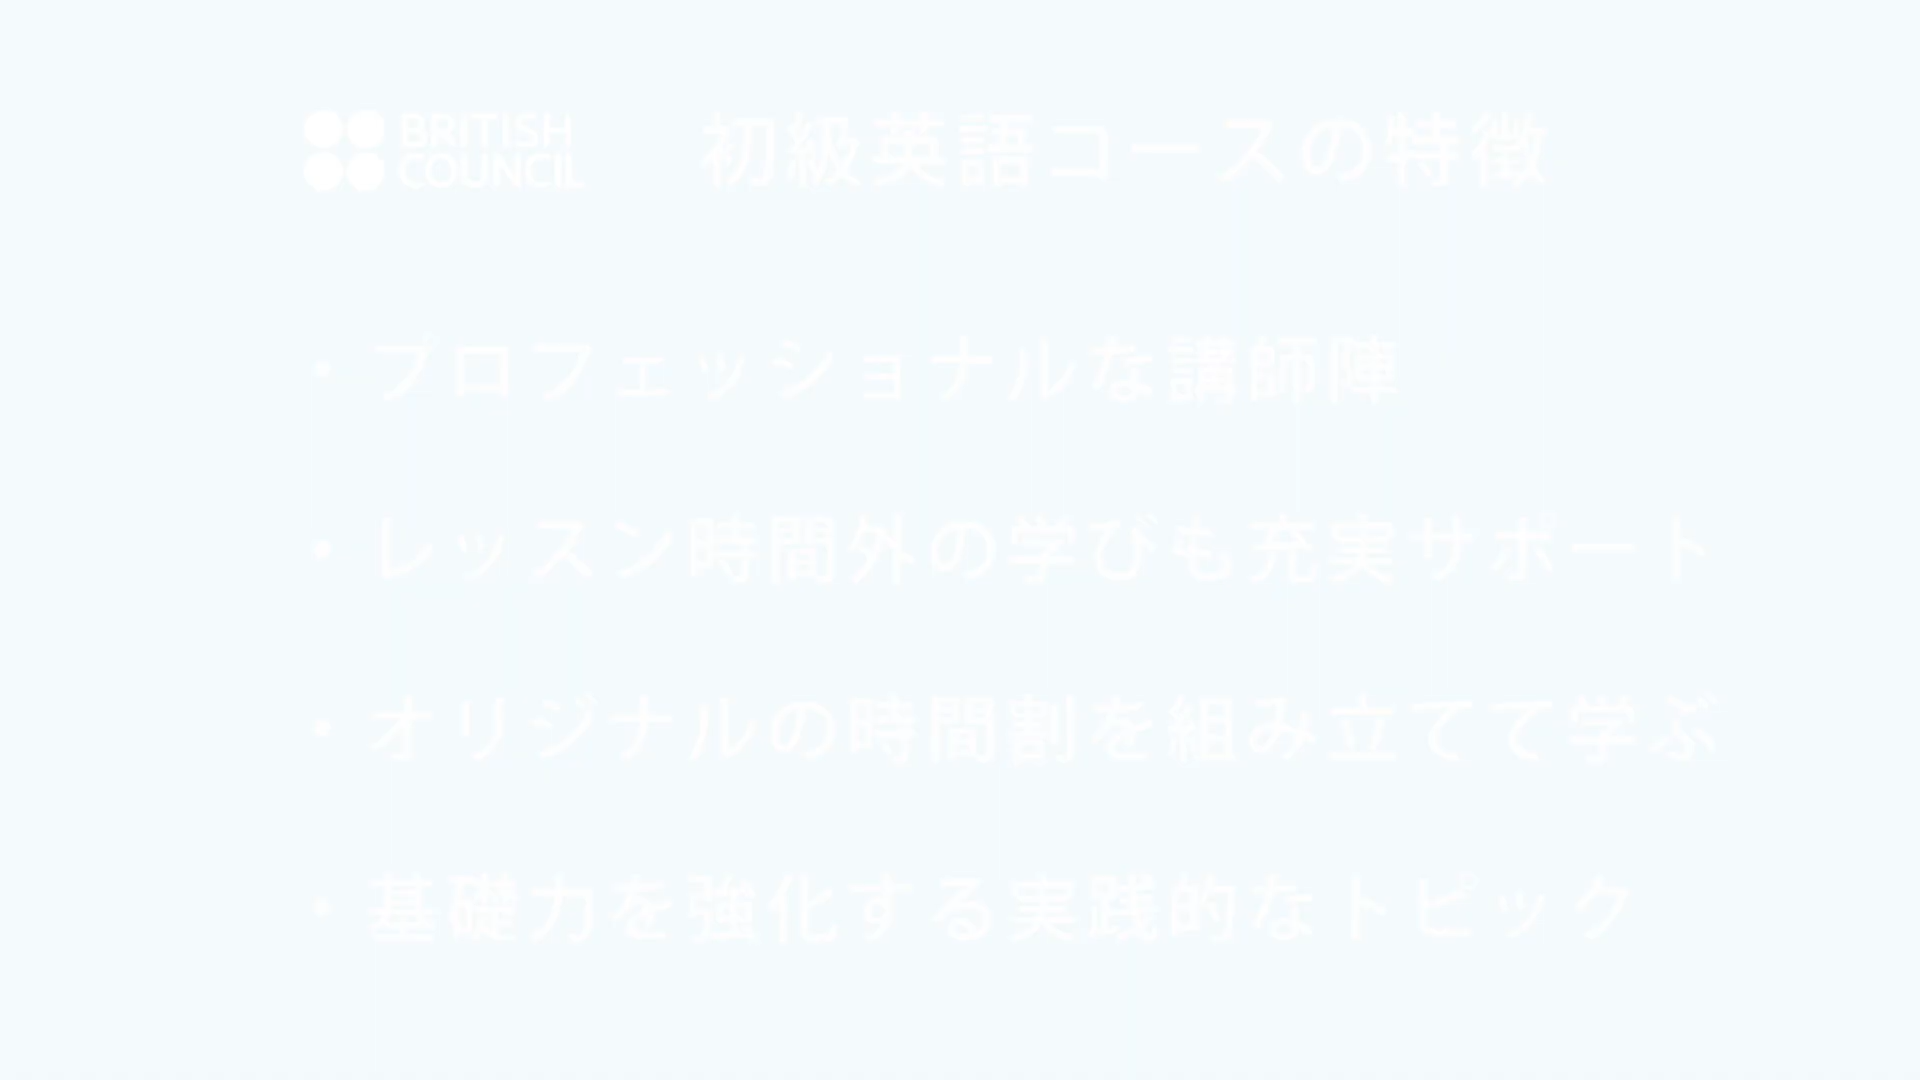 BRITISH
COUNCIL
初級英語コースの特徴
・プロフェッショナルな講師陣
・レッスン時間外の学びも充実サポート
・オリジナルの時間割を組み立てて学ぶ
・基礎力を強化する実践的なトピック